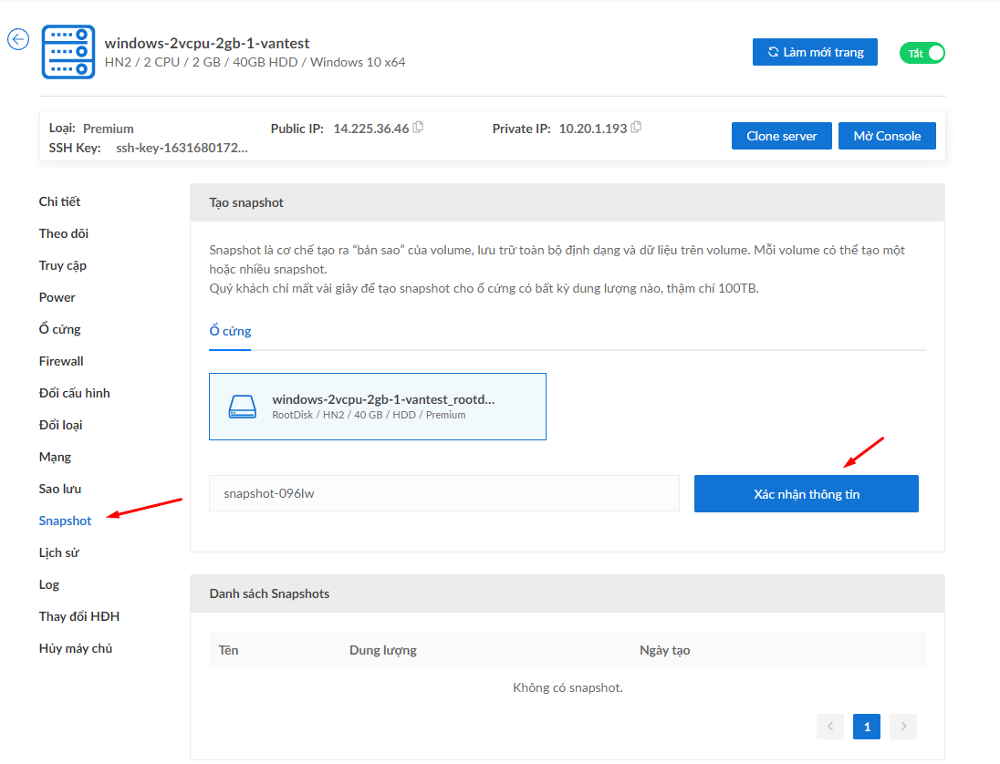 windows-2vcpu-2gb-1-vantest
HN2 / 2 CPU / 2 GB / 40GB HDD / Windows 10 x64
Làm mới trang
Tắt
Loại: Premium
Public IP: 14.225.36.46
Private IP: 10.20.1.193
SSH Key: ssh-key-1631680172...
Clone server
Mở Console
Chi tiết
Theo dõi
Truy cập
Power
Ổ cứng
Firewall
Đổi cấu hình
Đổi loại
Mạng
Sao lưu
Snapshot
Lịch sử
Log
Thay đổi HĐH
Hủy máy chủ
Tạo snapshot
Snapshot là cơ chế tạo ra “bản sao” của volume, lưu trữ toàn bộ định dạng và dữ liệu trên volume. Mỗi volume có thể tạo một
hoặc nhiều snapshot.
Quý khách chỉ mất vài giây để tạo snapshot cho ổ cứng có bất kỳ dung lượng nào, thậm chí 100TB.
Ổ cứng
windows-2vcpu-2gb-1-vantest_rootd...
RootDisk / HN2 / 40 GB / HDD / Premium
snapshot-096lw
Xác nhận thông tin
Danh sách Snapshots
Tên Dung lượng Ngày tạo
Không có snapshot.
1